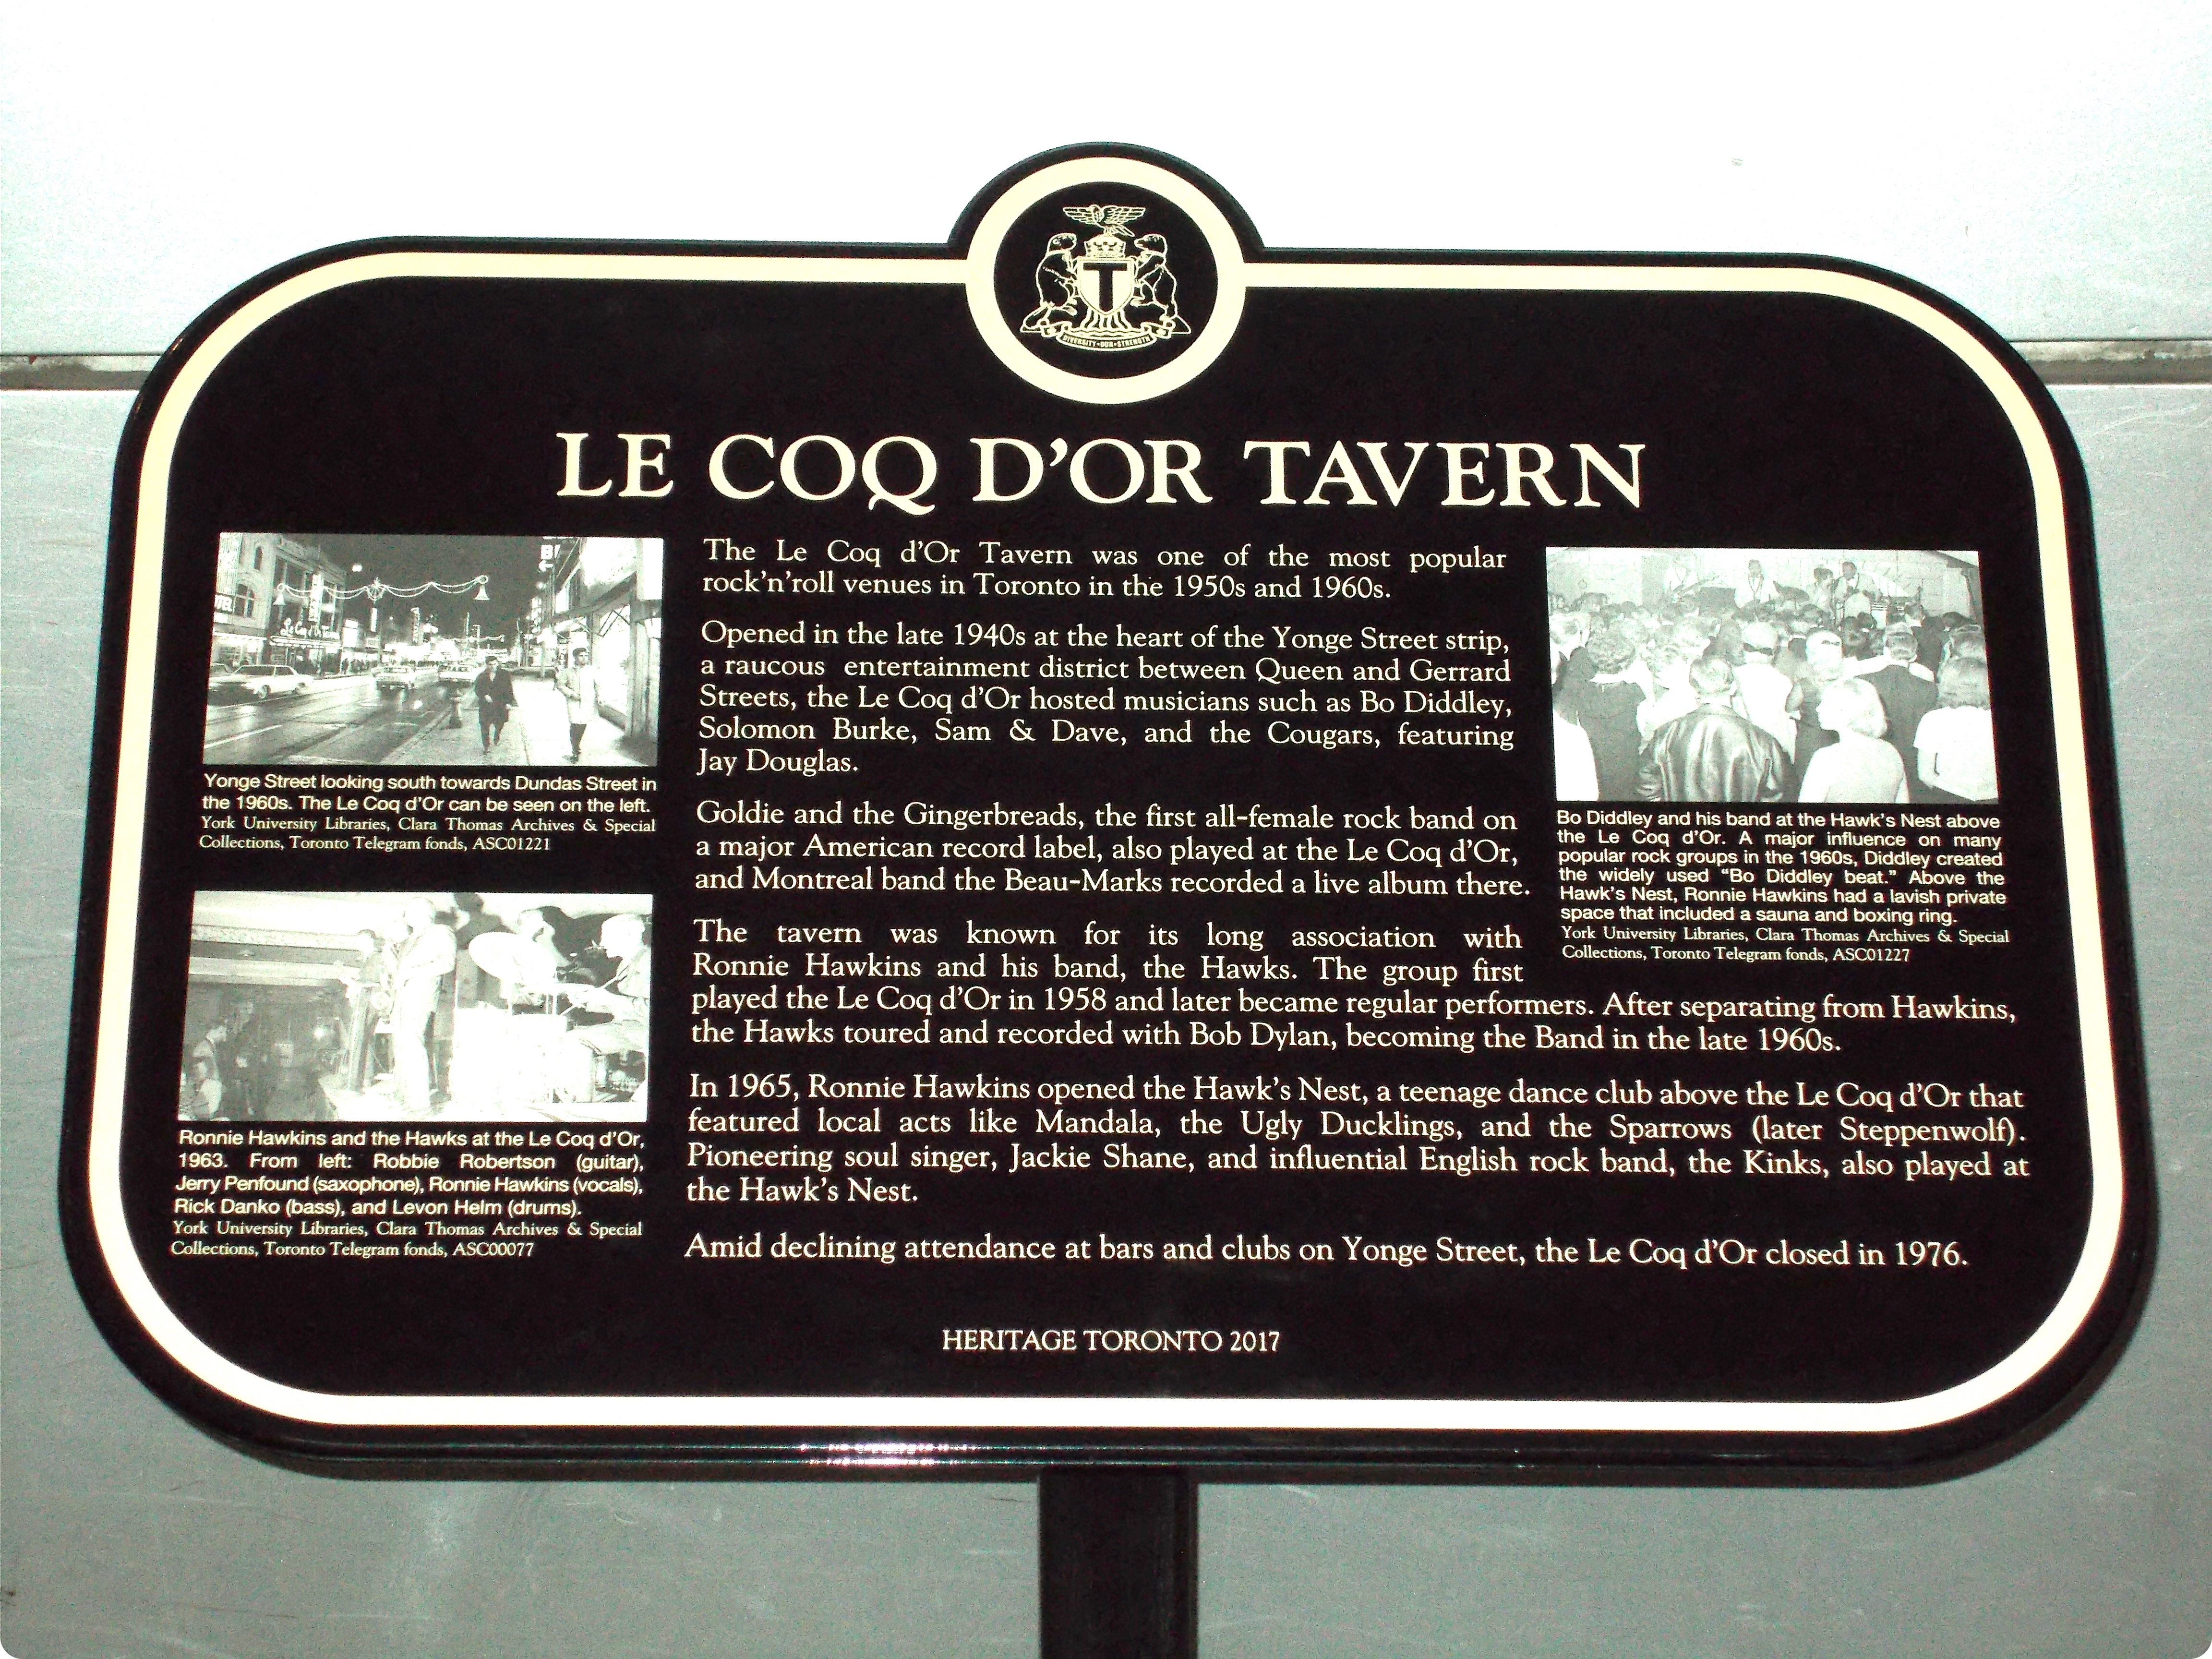 DIVERSITY · OUR · STRENGTH
LE COQ D'OR TAVERN
The Le Coq d'Or Tavern was one of the most popular
rock'n'roll venues in Toronto in the 1950s and 1960s.
Opened in the late 1940s at the heart of the Yonge Street strip,
a raucous entertainment district between Queen and Gerrard
Streets, the Le Coq d'Or hosted musicians such as Bo Diddley,
Solomon Burke, Sam & Dave, and the Cougars, featuring
Jay Douglas.
Goldie and the Gingerbreads, the first all-female rock band on
a major American record label, also played at the Le Coq d'Or,
and Montreal band the Beau-Marks recorded a live album there.
The tavern was known for its long association with
Ronnie Hawkins and his band, the Hawks. The group first
played the Le Coq d'Or in 1958 and later became regular performers. After separating from Hawkins,
the Hawks toured and recorded with Bob Dylan, becoming the Band in the late 1960s.
In 1965, Ronnie Hawkins opened the Hawk's Nest, a teenage dance club above the Le Coq d'Or that
featured local acts like Mandala, the Ugly Ducklings, and the Sparrows (later Steppenwolf).
Pioneering soul singer, Jackie Shane, and influential English rock band, the Kinks, also played at
the Hawk's Nest.
Amid declining attendance at bars and clubs on Yonge Street, the Le Coq d'Or closed in 1976.
Le Coq d'Or
Yonge Street looking south towards Dundas Street in
the 1960s. The Le Coq d'Or can be seen on the left.
York University Libraries, Clara Thomas Archives & Special
Collections, Toronto Telegram fonds, ASC01221
Ronnie Hawkins and the Hawks at the Le Coq d'Or,
1963. From left: Robbie Robertson (guitar),
Jerry Penfound (saxophone), Ronnie Hawkins (vocals),
Rick Danko (bass), and Levon Helm (drums).
York University Libraries, Clara Thomas Archives & Special
Collections, Toronto Telegram fonds, ASC00077
Bo Diddley and his band at the Hawk's Nest above
the Le Coq d'Or. A major influence on many
popular rock groups in the 1960s, Diddley created
the widely used "Bo Diddley beat." Above the
Hawk's Nest, Ronnie Hawkins had a lavish private
space that included a sauna and boxing ring.
York University Libraries, Clara Thomas Archives & Special
Collections, Toronto Telegram fonds, ASC01227
HERITAGE TORONTO 2017